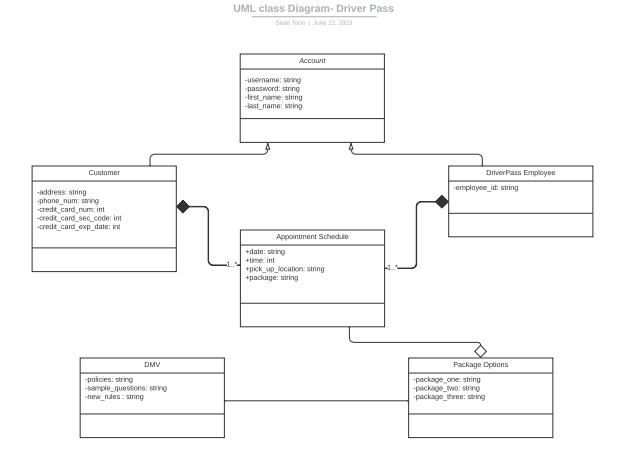 UML class Diagram- Driver Pass
Sean Toon | June 22, 2023
Account
-username: string
-password: string
-first_name: string
-last_name: string
Customer
-address: string
-phone_num: string
-credit_card_num: int
-credit_card_sec_code: int
-credit_card_exp_date: int
DriverPass Employee
-employee_id: string
Appointment Schedule
+date: string
+time: int
+pick_up_location: string
+package: string
1..*
1..*
DMV
-policies: string
-sample_questions: string
-new_rules : string
Package Options
-package_one: string
-package_two: string
-package_three: string